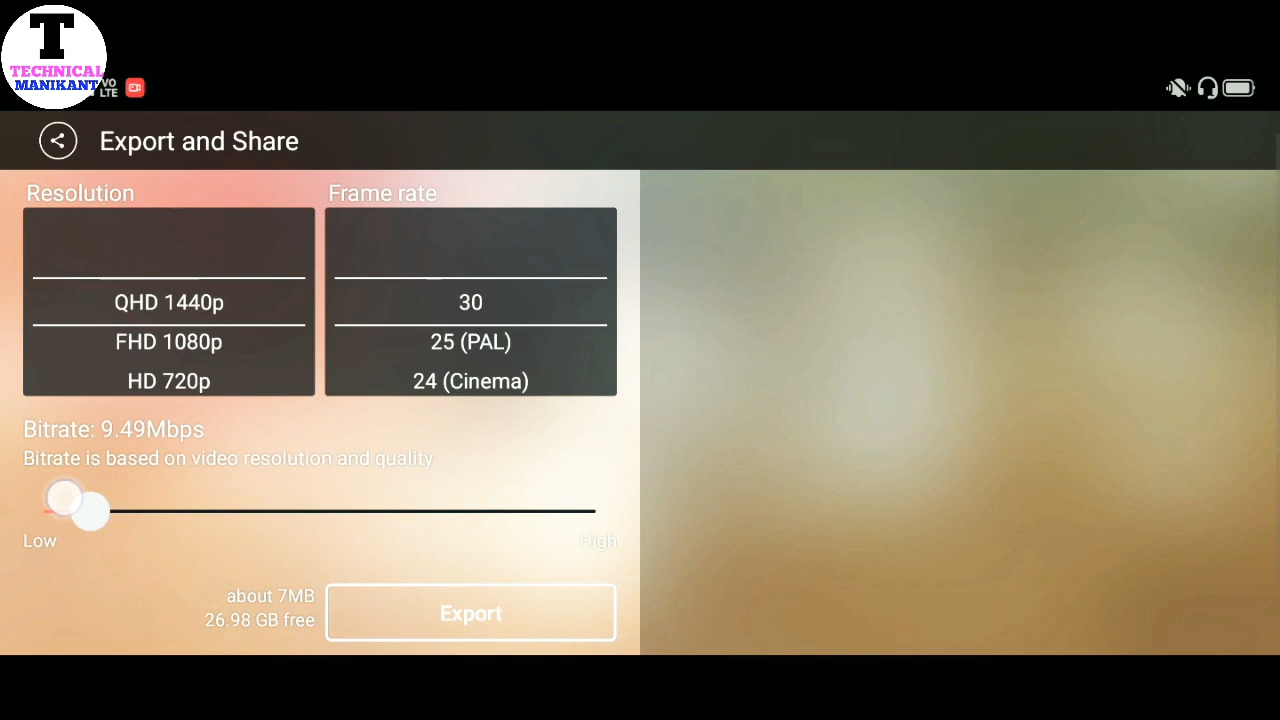 T
TECHNICAL
MANIKANT
VO
LTE
Export and Share
Resolution
Frame rate
QHD 1440p
30
FHD 1080p
25 (PAL)
HD 720p
24 (Cinema)
Bitrate: 9.49Mbps
Bitrate is based on video resolution and quality.
Low
High
about 7MB
26.98 GB free
Export